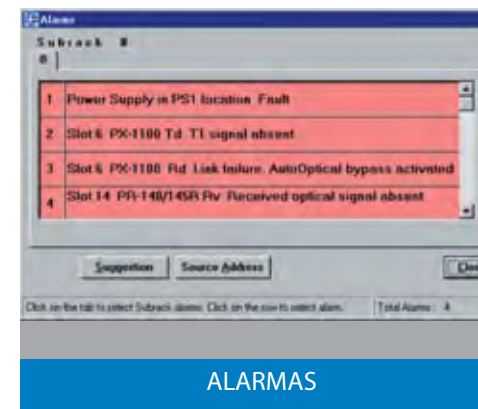 Alarms
Subrack #
0
1 Power Supply in PS1 location Fault
2 Slot 6 PX-1100 Td T1 signal absent
3 Slot 6 PX-1100 Rd Link failure. AutoOptical bypass activated
4 Slot 14 PR-140/145R Rv Received optical signal absent
Suggestion Source Address
Click on the tab to select Subrack alarms. Click on the row to select alarm. Total Alarms : 4
ALARMAS